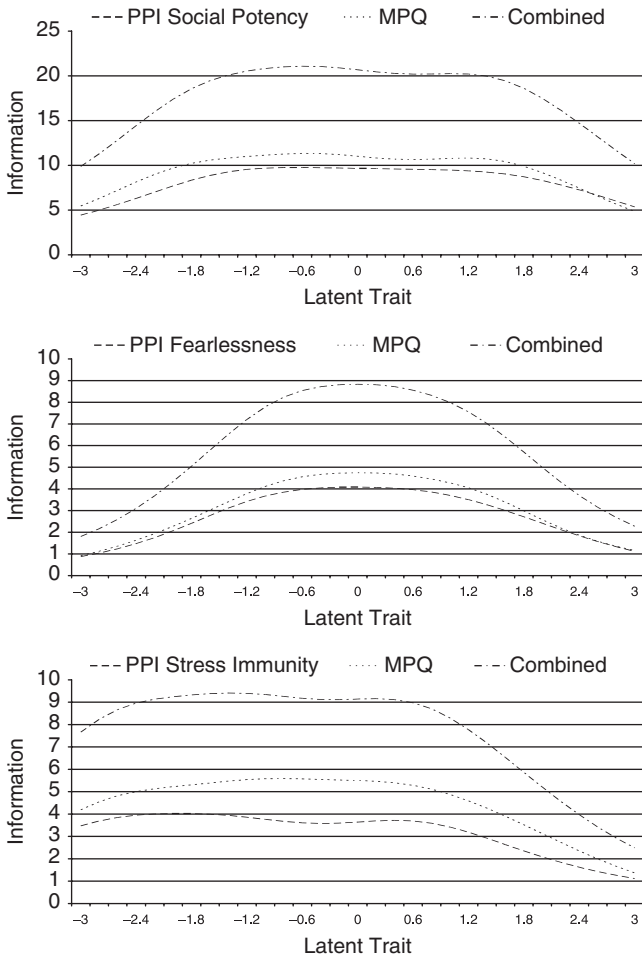 PPI Social Potency MPQ Combined
25
20
15
10
5
0
Information
−3 −2.4 −1.8 −1.2 −0.6 0 0.6 1.2 1.8 2.4 3
Latent Trait
PPI Fearlessness MPQ Combined
10
9
8
7
6
5
4
3
2
1
0
Information
−3 −2.4 −1.8 −1.2 −0.6 0 0.6 1.2 1.8 2.4 3
Latent Trait
PPI Stress Immunity MPQ Combined
10
9
8
7
6
5
4
3
2
1
0
Information
−3 −2.4 −1.8 −1.2 −0.6 0 0.6 1.2 1.8 2.4 3
Latent Trait